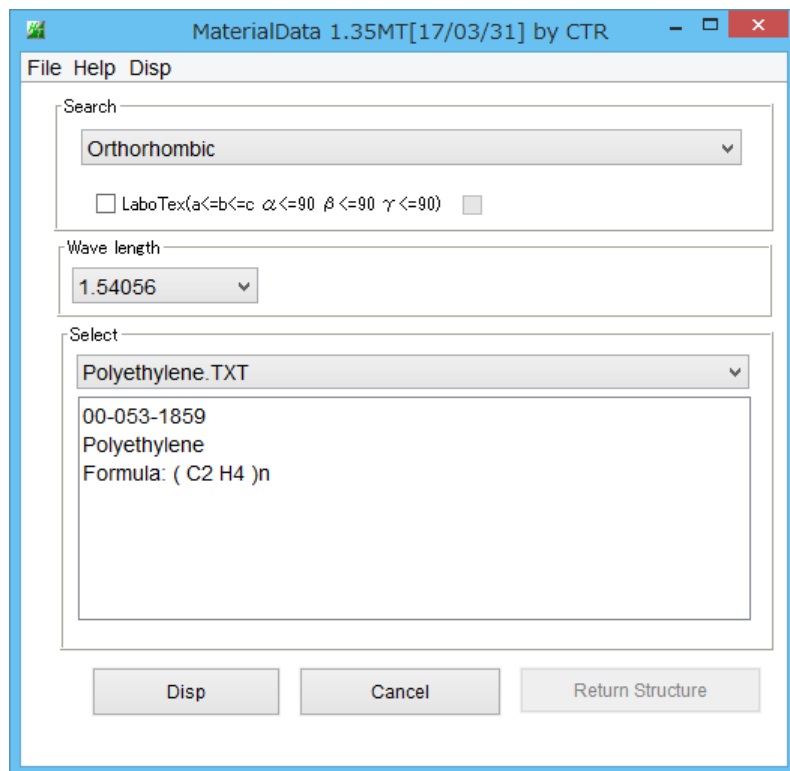 MaterialData 1.35MT[17/03/31] by CTR
File Help Disp
Search
Orthorhombic
LaboTex(a<=b<=c α<=90 β<=90 γ<=90)
Wave length
1.54056
Select
Polyethylene.TXT
00-053-1859
Polyethylene
Formula: ( C2 H4 )n
Disp Cancel Return Structure